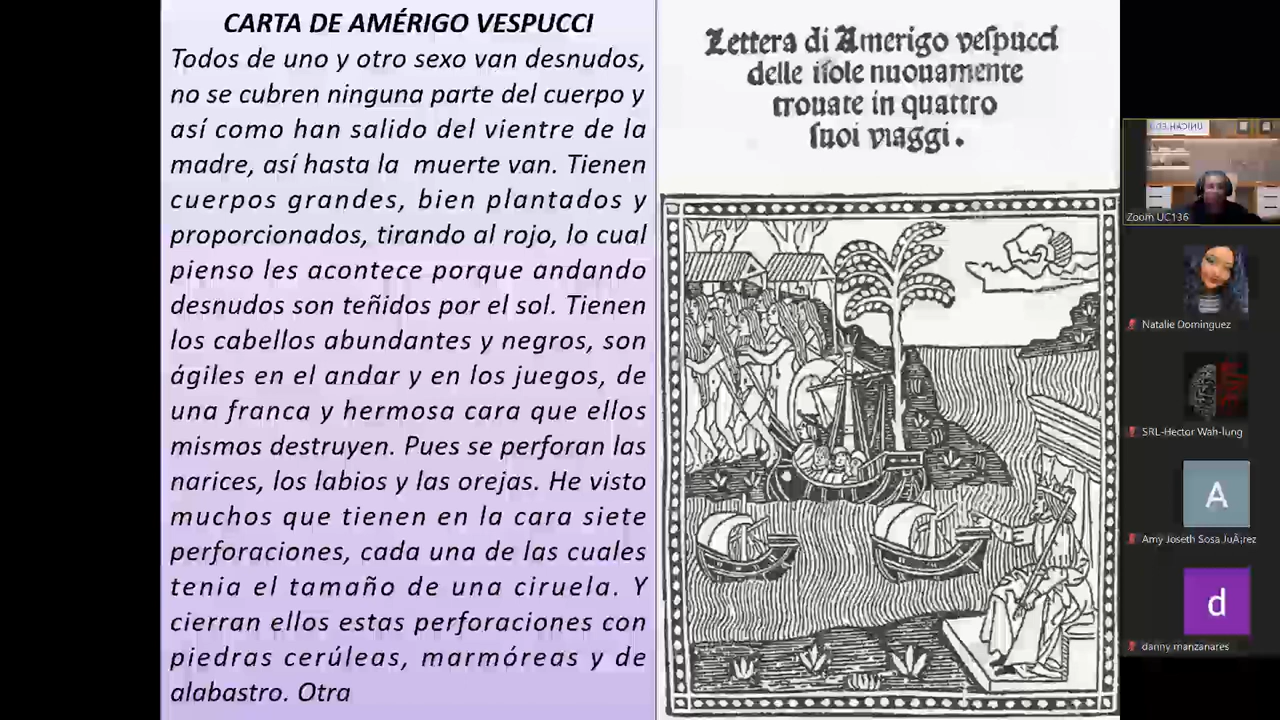 CARTA DE AMÉRIGO VESPUCCI
Todos de uno y otro sexo van desnudos,
no se cubren ninguna parte del cuerpo y
así como han salido del vientre de la
madre, así hasta la muerte van. Tienen
cuerpos grandes, bien plantados y
proporcionados, tirando al rojo, lo cual
pienso les acontece porque andando
desnudos son teñidos por el sol. Tienen
los cabellos abundantes y negros, son
ágiles en el andar y en los juegos, de
una franca y hermosa cara que ellos
mismos destruyen. Pues se perforan las
narices, los labios y las orejas. He visto
muchos que tienen en la cara siete
perforaciones, cada una de las cuales
tenia el tamaño de una ciruela. Y
cierran ellos estas perforaciones con
piedras cerúleas, marmóreas y de
alabastro. Otra
Lettera di Amerigo veſpucci
delle iſole nuouamente
trouate in quattro
ſuoi viaggi.
Zoom UC136
Natalie Dominguez
SRL-Hector Wah-lung
A
Amy Joseth Sosa JuÃ¡rez
d
danny manzanares